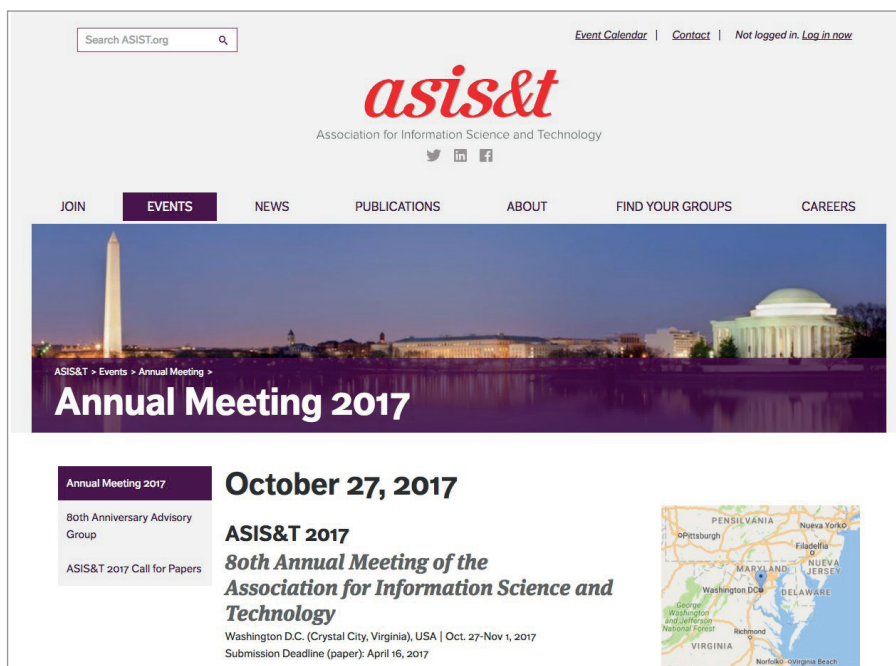 Search ASIST.org
Event Calendar | Contact | Not logged in. Log in now
asis&t
Association for Information Science and Technology
JOIN EVENTS NEWS PUBLICATIONS ABOUT FIND YOUR GROUPS CAREERS
ASIS&T > Events > Annual Meeting >
Annual Meeting 2017
Annual Meeting 2017
80th Anniversary Advisory
Group
ASIS&T 2017 Call for Papers
October 27, 2017
ASIS&T 2017
80th Annual Meeting of the
Association for Information Science and
Technology
Washington D.C. (Crystal City, Virginia), USA | Oct. 27-Nov 1, 2017
Submission Deadline (paper): April 16, 2017
PENSILVANIA
Nueva York
Pittsburgh
Filadelfia
MARYLAND
NUEVA
JERSEY
Washington DC
DELAWARE
George
Washington
and Jefferson
National Forest
Richmond
VIRGINIA
Norfolk
Virginia Beach